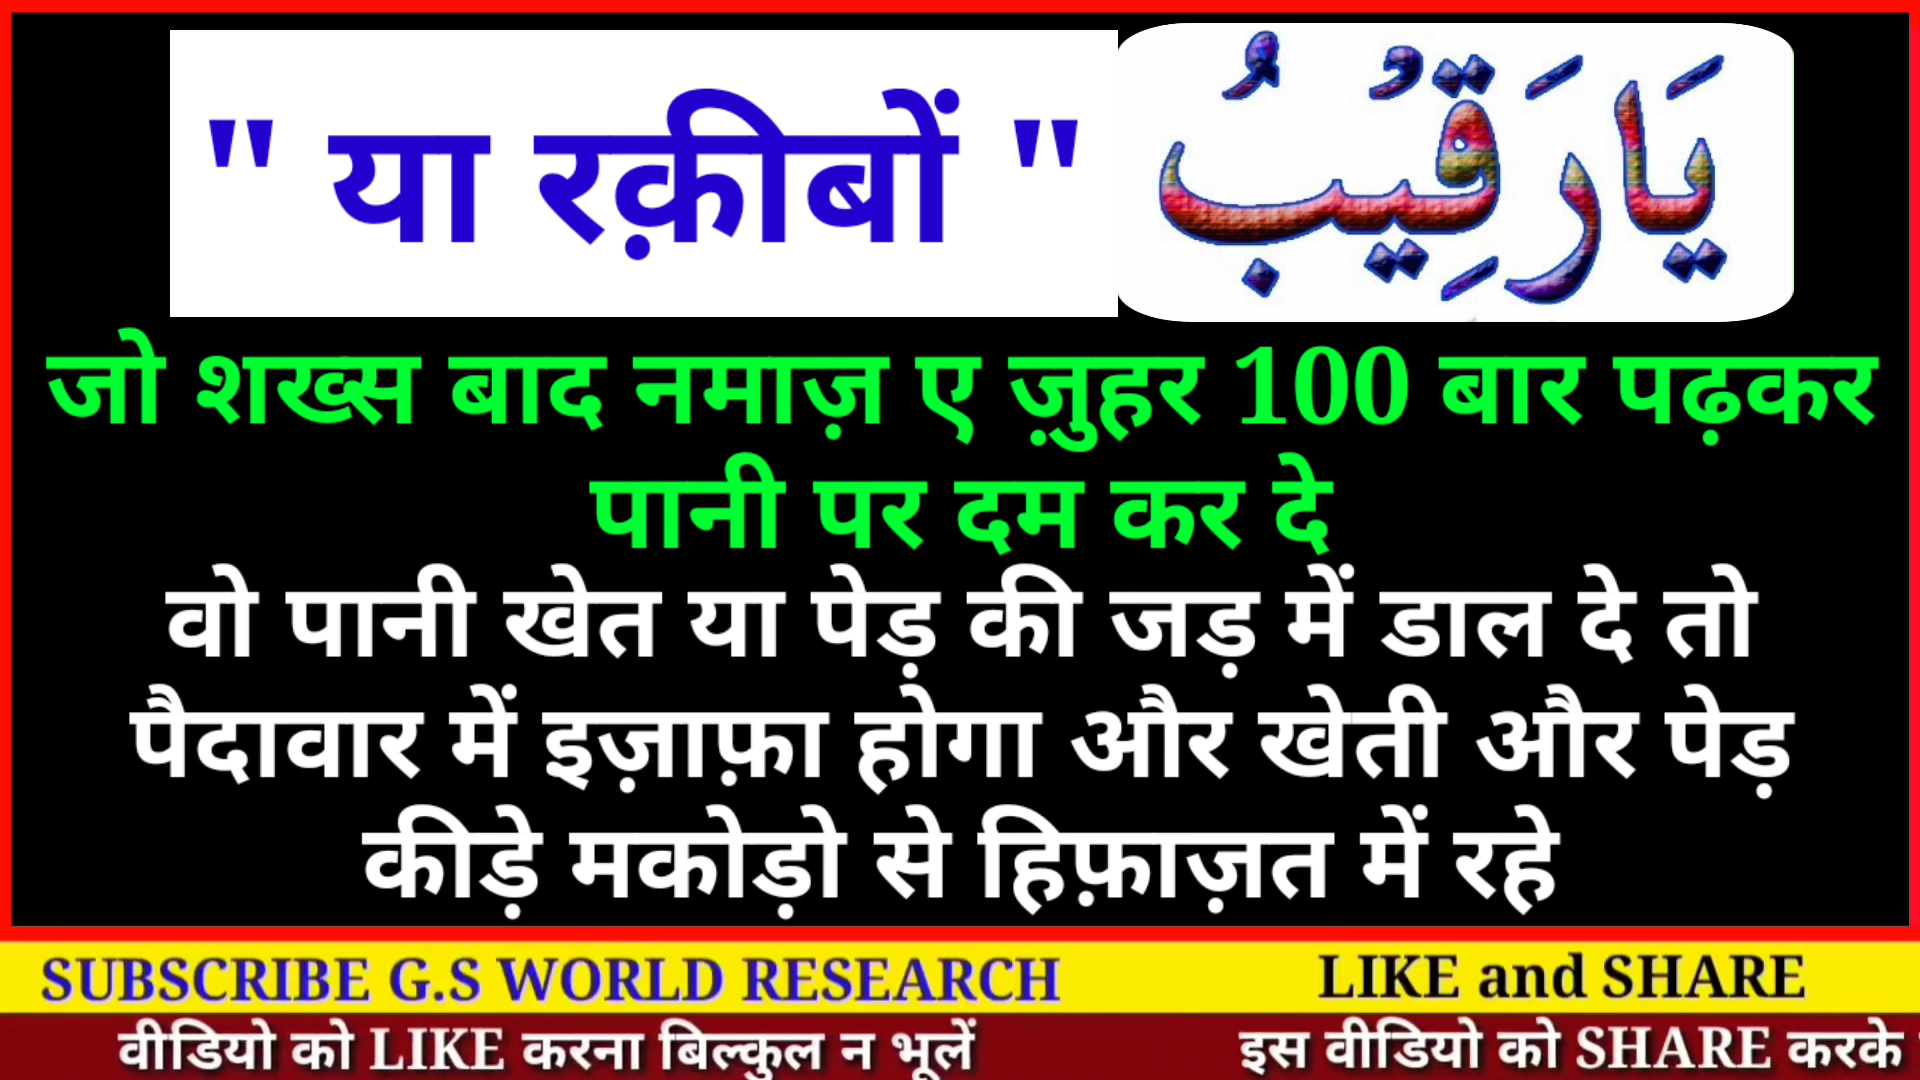 " या रक़ीबों "
يَارَقِيُبُ
जो शख्स बाद नमाज़ ए ज़ुहर 100 बार पढ़कर
पानी पर दम कर दे
वो पानी खेत या पेड़ की जड़ में डाल दे तो
पैदावार में इज़ाफ़ा होगा और खेती और पेड़
कीड़े मकोड़ो से हिफ़ाज़त में रहे
SUBSCRIBE G.S WORLD RESEARCH LIKE and SHARE
वीडियो को LIKE करना बिल्कुल न भूलें इस वीडियो को SHARE करके